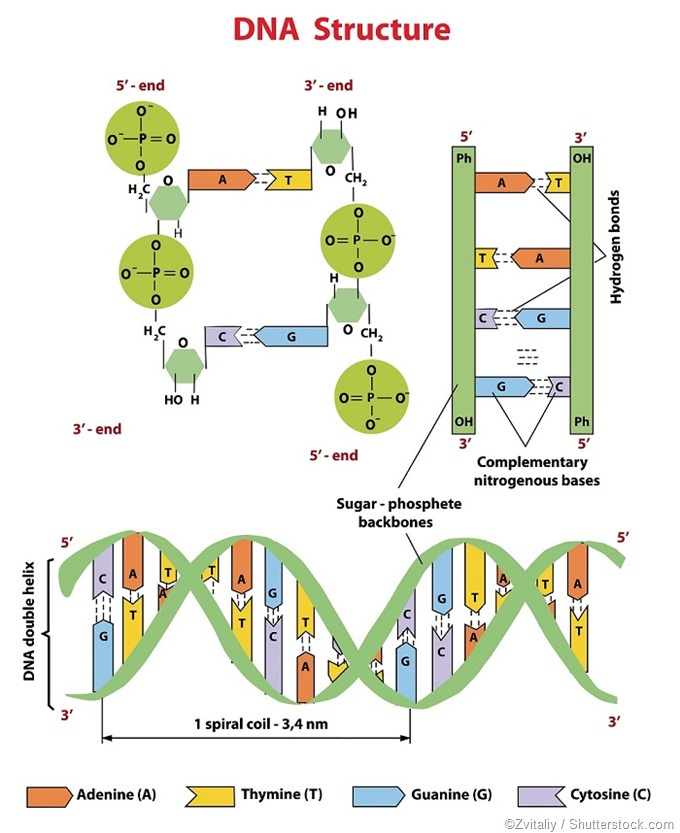 DNA Structure
5'- end
3'- end
O⁻
O⁻ P O
O
H₂C O
H
A T
H OH
O
CH₂
O
O P O⁻
O
H
O
P
O⁻ O
O
H₂C
O
HO H
C G
O
CH₂
O
O P O⁻
O⁻
3'- end
5'- end
5' 3'
Ph OH
A T
T A
C G
G C
OH Ph
3' 5'
Hydrogen bonds
Complementary
nitrogenous bases
Sugar - phosphete
backbones
DNA double helix
5' 5'
C A T T A G C G T A T A
G T A T C T A G C A T
3' 3'
1 spiral coil - 3,4 nm
Adenine (A) Thymine (T) Guanine (G) Cytosine (C)
©Zvitaliy / Shutterstock.com